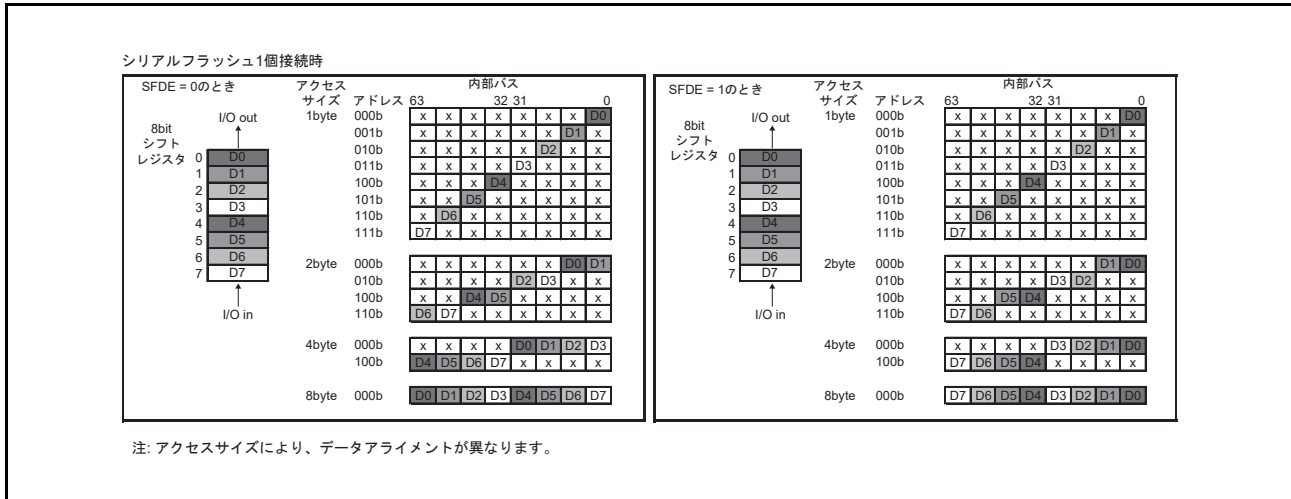 シリアルフラッシュ1個接続時
SFDE = 0のとき
アクセス
サイズ アドレス
内部バス
63 32 31 0
8bit
シフト
レジスタ
I/O out
0 D0
1 D1
2 D2
3 D3
4 D4
5 D5
6 D6
7 D7
I/O in
1byte 000b x x x x x x x D0
001b x x x x x x D1 x
010b x x x x x D2 x x
011b x x x x D3 x x x
100b x x x D4 x x x x
101b x x D5 x x x x x
110b x D6 x x x x x x
111b D7 x x x x x x x
2byte 000b x x x x x x D0 D1
010b x x x x D2 D3 x x
100b x x D4 D5 x x x x
110b D6 D7 x x x x x x
4byte 000b x x x x D0 D1 D2 D3
100b D4 D5 D6 D7 x x x x
8byte 000b D0 D1 D2 D3 D4 D5 D6 D7
SFDE = 1のとき
アクセス
サイズ アドレス
内部バス
63 32 31 0
8bit
シフト
レジスタ
I/O out
0 D0
1 D1
2 D2
3 D3
4 D4
5 D5
6 D6
7 D7
I/O in
1byte 000b x x x x x x x D0
001b x x x x x x D1 x
010b x x x x x D2 x x
011b x x x x D3 x x x
100b x x x D4 x x x x
101b x x D5 x x x x x
110b x D6 x x x x x x
111b D7 x x x x x x x
2byte 000b x x x x x x D1 D0
010b x x x x D3 D2 x x
100b x x D5 D4 x x x x
110b D7 D6 x x x x x x
4byte 000b x x x x D3 D2 D1 D0
100b D7 D6 D5 D4 x x x x
8byte 000b D7 D6 D5 D4 D3 D2 D1 D0
注: アクセスサイズにより、データアライメントが異なります。